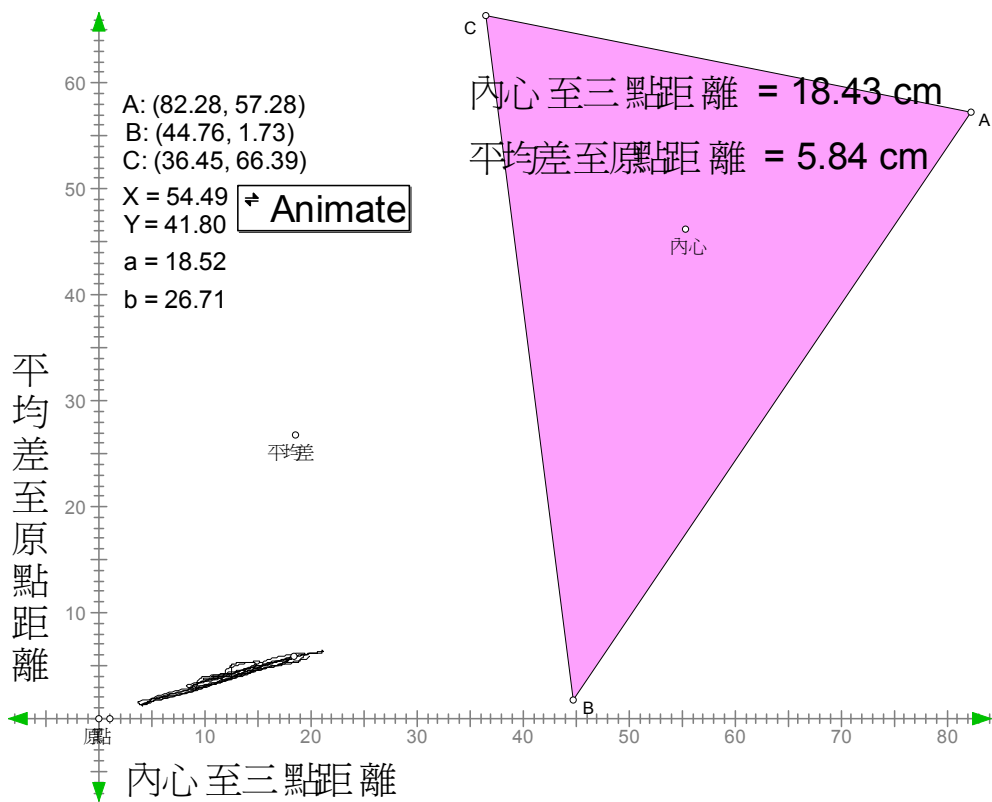 C
60
內心至三點距離 = 18.43 cm
A: (82.28, 57.28)
B: (44.76, 1.73)
C: (36.45, 66.39)
A
平均差至原點距離 = 5.84 cm
50
X = 54.49
Y = 41.80
⇌ Animate
內心
a = 18.52
b = 26.71
40
平均差至原點距離
30
平均差
20
10
B
原點
10
20
30
40
50
60
70
80
內心至三點距離